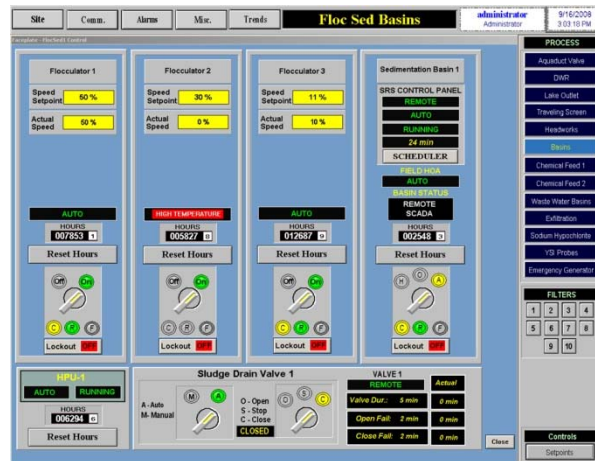 Site
Comm.
Alarms
Misc.
Trends
Floc Sed Basins
administrator
Administrator
9/16/2008
3:03:18 PM
Faceplate - FlocSed1 Control
Flocculator 1
Speed Setpoint
50 %
Actual Speed
50 %
AUTO
HOURS
007853 1
Reset Hours
Off On
C R F
Lockout OFF
Flocculator 2
Speed Setpoint
30 %
Actual Speed
0 %
HIGH TEMPERATURE
HOURS
005827 8
Reset Hours
Off On
C R F
Lockout OFF
Flocculator 3
Speed Setpoint
11 %
Actual Speed
10 %
AUTO
HOURS
012687 9
Reset Hours
Off On
C R F
Lockout OFF
Sedimentation Basin 1
SRS CONTROL PANEL
REMOTE
AUTO
RUNNING
24 min
SCHEDULER
FIELD HOA
AUTO
BASIN STATUS
REMOTE
SCADA
HOURS
002548 3
Reset Hours
H O A
C R F
Lockout OFF
HPU-1
AUTO RUNNING
HOURS
006294 6
Reset Hours
Sludge Drain Valve 1
A - Auto
M- Manual
M A
O - Open
S - Stop
C - Close
CLOSED
O S C
VALVE 1
REMOTE
Actual
Valve Dur.: 5 min 0 min
Open Fail: 2 min 0 min
Close Fail: 2 min 0 min
Close
PROCESS
Aquaduct Valve
DWR
Lake Outlet
Traveling Screen
Headworks
Basins
Chemical Feed 1
Chemical Feed 2
Waste Water Basins
Exfiltration
Sodium Hypochlorite
YSI Probes
Emergency Generator
FILTERS
1 2 3 4
5 6 7 8
9 10
Controls
Setpoints